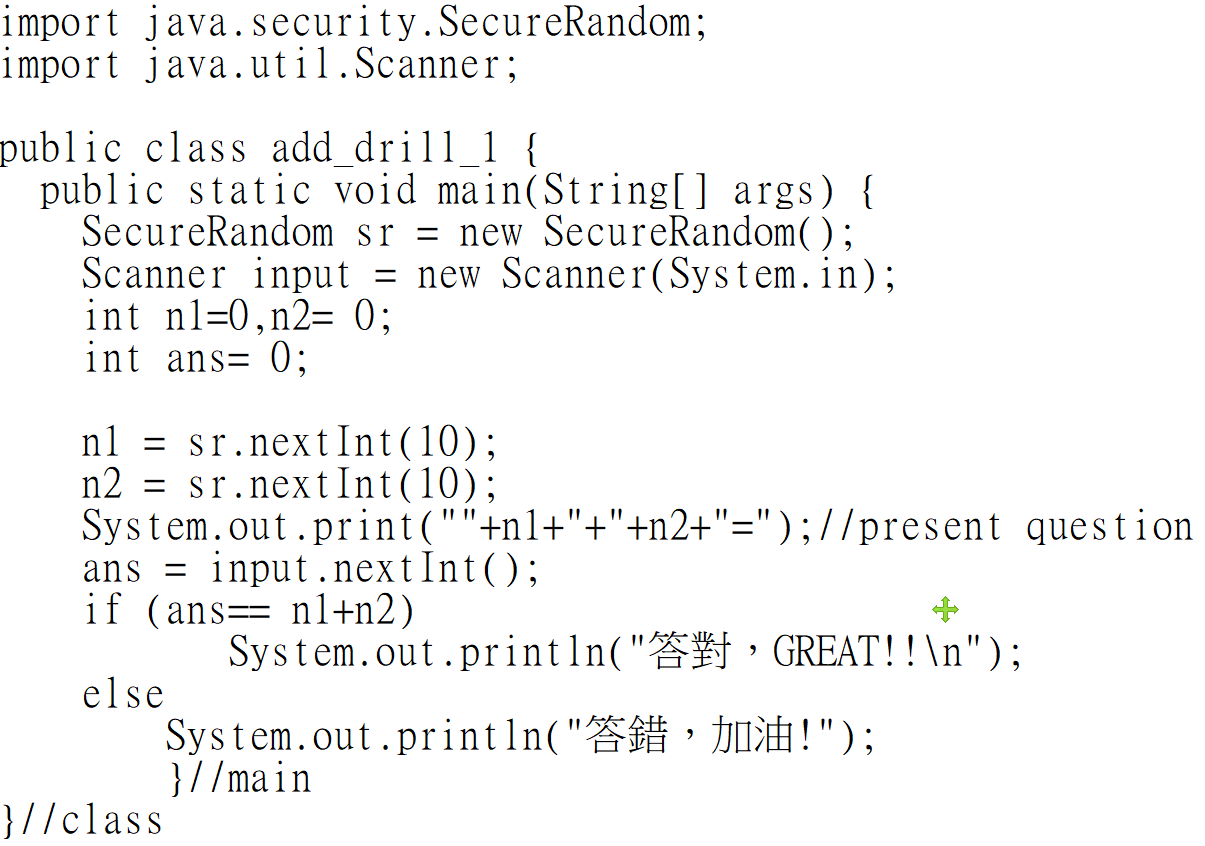 import java.security.SecureRandom;
import java.util.Scanner;

public class add_drill_1 {
  public static void main(String[] args) {
    SecureRandom sr = new SecureRandom();
    Scanner input = new Scanner(System.in);
    int n1=0,n2= 0;
    int ans= 0;

    n1 = sr.nextInt(10);
    n2 = sr.nextInt(10);
    System.out.print(""+n1+"+"+n2+"=");//present question
    ans = input.nextInt();
    if (ans== n1+n2)
           System.out.println("答對，GREAT!!\n");
    else
        System.out.println("答錯，加油!");
        }//main
}//class